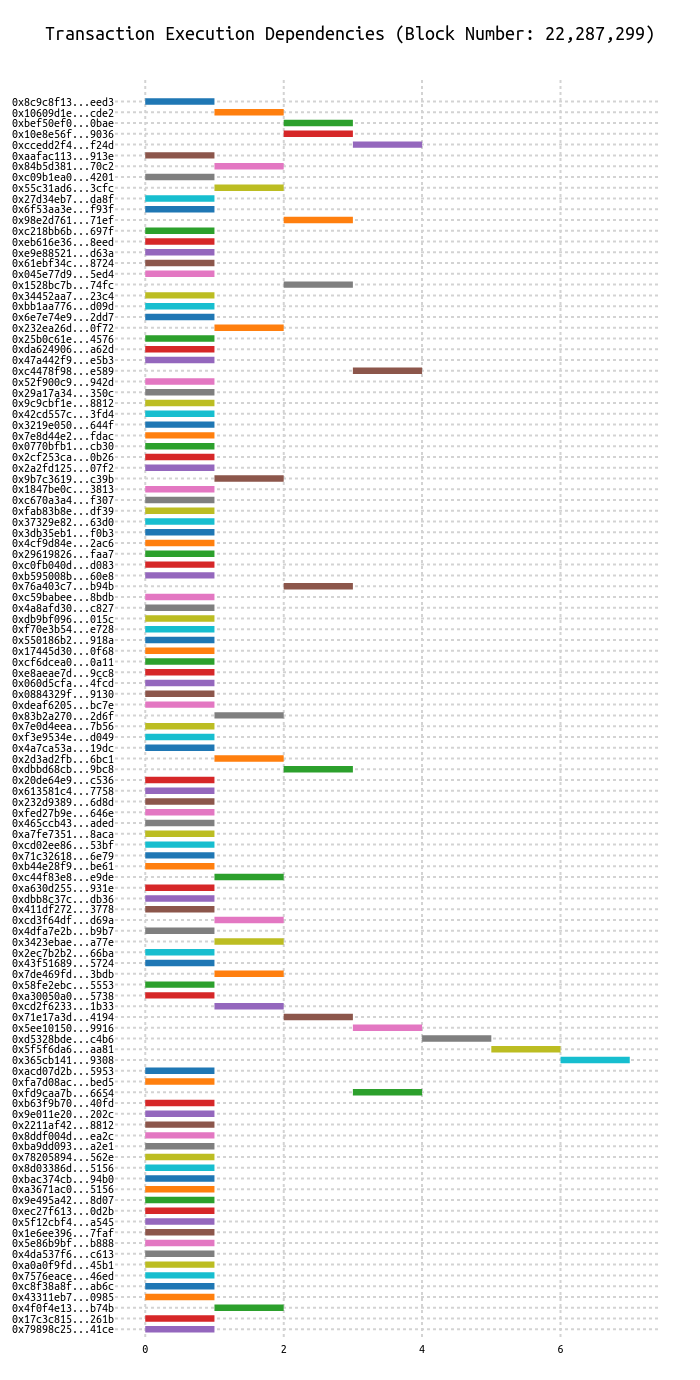 Transaction Execution Dependencies (Block Number: 22,287,299)
0x8c9c8f13...eed3
0x10609d1e...cde2
0xbef50ef0...0bae
0x10e8e56f...9036
0xccedd2f4...f24d
0xaafac113...913e
0x84b5d381...70c2
0xc09b1ea0...4201
0x55c31ad6...3cfc
0x27d34eb7...da8f
0x6f53aa3e...f93f
0x98e2d761...71ef
0xc218bb6b...697f
0xeb616e36...8eed
0xe9e88521...d63a
0x61ebf34c...8724
0x045e77d9...5ed4
0x1528bc7b...74fc
0x34452aa7...23c4
0xbb1aa776...d09d
0x6e7e74e9...2dd7
0x232ea26d...0f72
0x25b0c61e...4576
0xda624906...a62d
0x47a442f9...e5b3
0xc4478f98...e589
0x52f900c9...942d
0x29a17a34...350c
0x9c9cbf1e...8812
0x42cd557c...3fd4
0x3219e050...644f
0x7e8d44e2...fdac
0x0770bfb1...cb30
0x2cf253ca...0b26
0x2a2fd125...07f2
0x9b7c3619...c39b
0x1847be0c...3813
0xc670a3a4...f307
0xfab83b8e...df39
0x37329e82...63d0
0x3db35eb1...f0b3
0x4cf9d84e...2ac6
0x29619826...faa7
0xc0fb040d...d083
0xb595008b...60e8
0x76a403c7...b94b
0xc59babee...8bdb
0x4a8afd30...c827
0xdb9bf096...015c
0xf70e3b54...e728
0x550186b2...918a
0x17445d30...0f68
0xcf6dcea0...0a11
0xe8aeae7d...9cc8
0x060d5cfa...4fcd
0x0884329f...9130
0xdeaf6205...bc7e
0x83b2a270...2d6f
0x7e0d4eea...7b56
0xf3e9534e...d049
0x4a7ca53a...19dc
0x2d3ad2fb...6bc1
0xdbbd68cb...9bc8
0x20de64e9...c536
0x613581c4...7758
0x232d9389...6d8d
0xfed27b9e...646e
0x465ccb43...aded
0xa7fe7351...8aca
0xcd02ee86...53bf
0x71c32618...6e79
0xb44e28f9...be61
0xc44f83e8...e9de
0xa630d255...931e
0xdbb8c37c...db36
0x411df272...3778
0xcd3f64df...d69a
0x4dfa7e2b...b9b7
0x3423ebae...a77e
0x2ec7b2b2...66ba
0x43f51689...5724
0x7de469fd...3bdb
0x58fe2ebc...5553
0xa30050a0...5738
0xcd2f6233...1b33
0x71e17a3d...4194
0x5ee10150...9916
0xd5328bde...c4b6
0x5f5f6da6...aa81
0x365cb141...9308
0xacd07d2b...5953
0xfa7d08ac...bed5
0xfd9caa7b...6654
0xb63f9b70...40fd
0x9e011e20...202c
0x2211af42...8812
0x8ddf004d...ea2c
0xba9dd093...a2e1
0x78205894...562e
0x8d03386d...5156
0xbac374cb...94b0
0xa3671ac0...5156
0x9e495a42...8d07
0xec27f613...0d2b
0x5f12cbf4...a545
0x1e6ee396...7faf
0x5e86b9bf...b888
0x4da537f6...c613
0xa0a0f9fd...45b1
0x7576eace...46ed
0xc8f38a8f...ab6c
0x43311eb7...0985
0x4f0f4e13...b74b
0x17c3c815...261b
0x79898c25...41ce
0 2 4 6